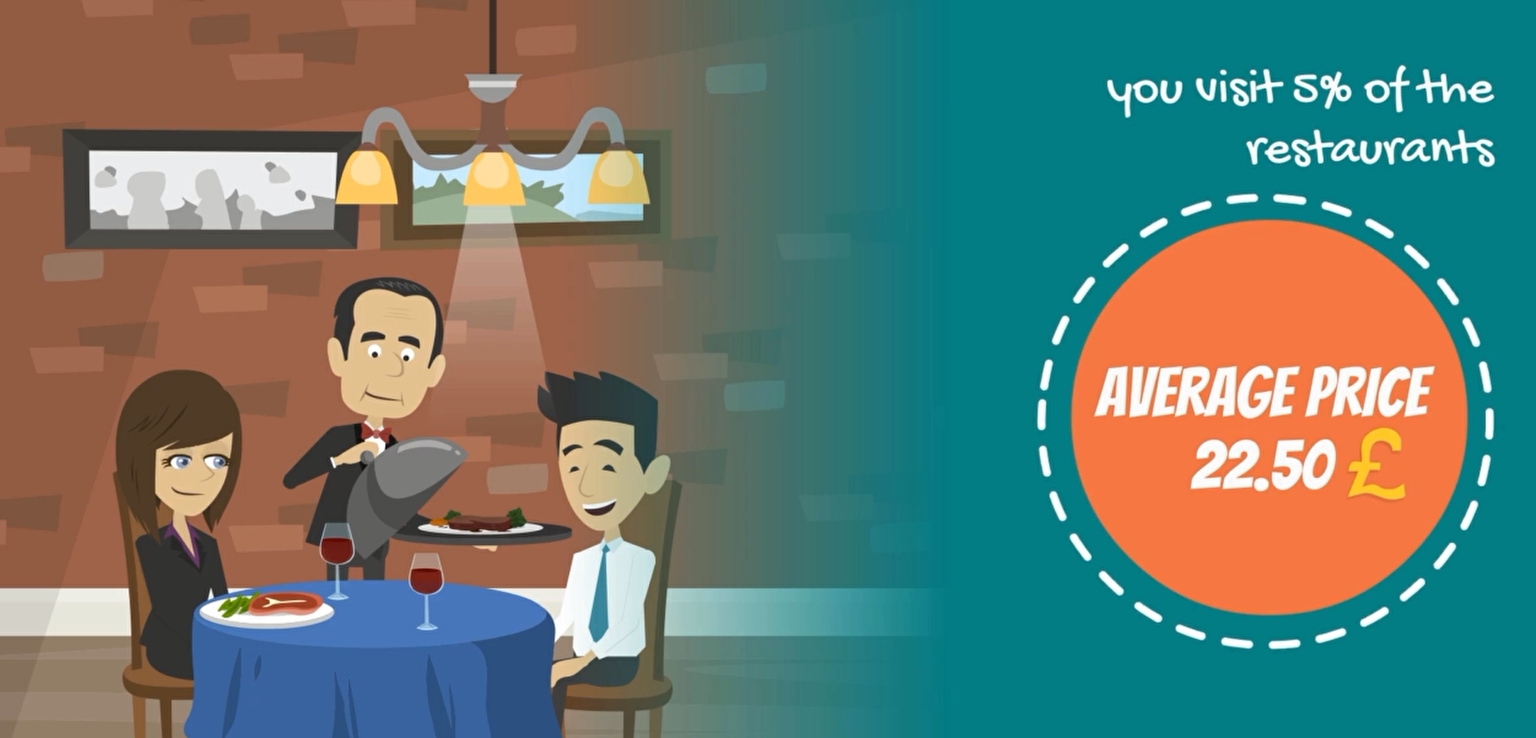 you visit 5% of the
restaurants
AVERAGE PRICE
22.50 £